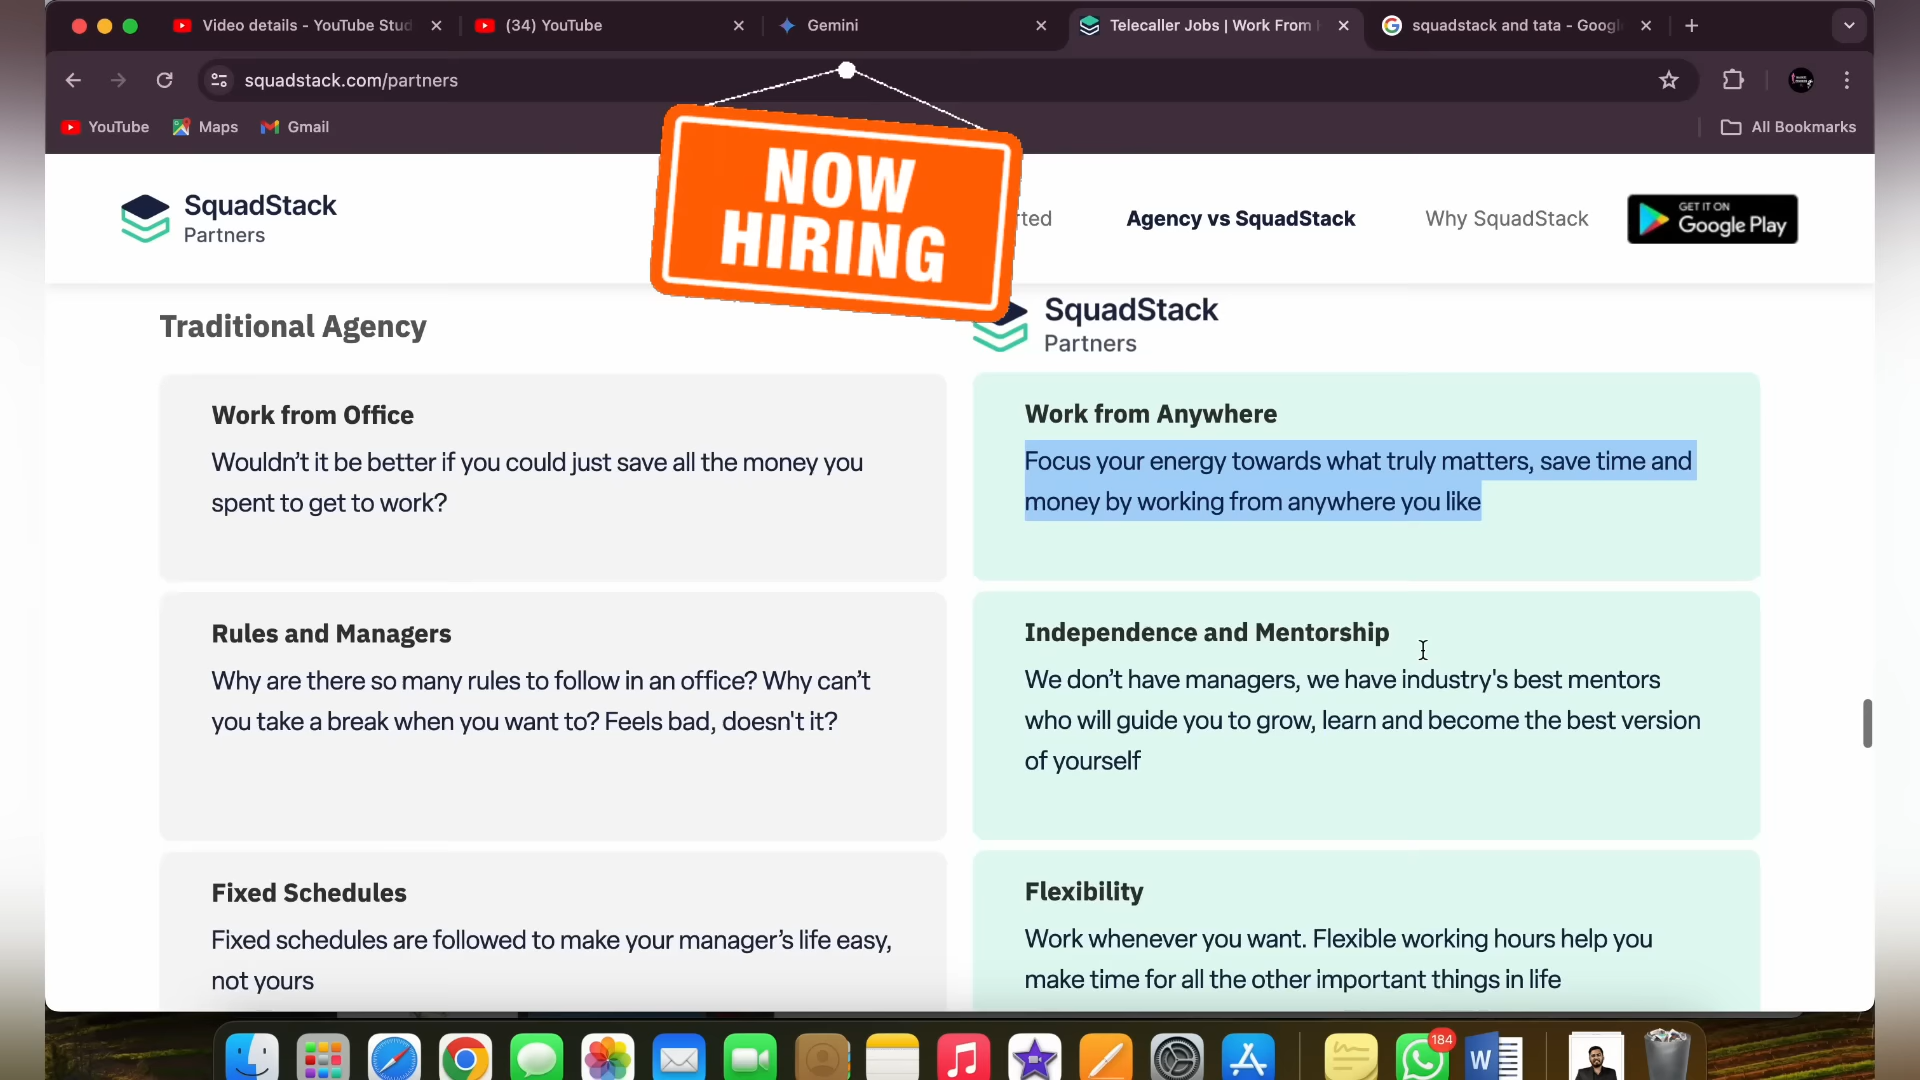 Video details - YouTube Stud
(34) YouTube
Gemini
Telecaller Jobs | Work From
squadstack and tata - Googl
squadstack.com/partners
YouTube
Maps
Gmail
All Bookmarks
NOW
HIRING
SquadStack
Partners
rted
Agency vs SquadStack
Why SquadStack
GET IT ON
Google Play
Traditional Agency
SquadStack
Partners
Work from Office
Wouldn’t it be better if you could just save all the money you
spent to get to work?
Work from Anywhere
Focus your energy towards what truly matters, save time and
money by working from anywhere you like
Rules and Managers
Why are there so many rules to follow in an office? Why can’t
you take a break when you want to? Feels bad, doesn't it?
Independence and Mentorship
We don’t have managers, we have industry's best mentors
who will guide you to grow, learn and become the best version
of yourself
Fixed Schedules
Fixed schedules are followed to make your manager’s life easy,
not yours
Flexibility
Work whenever you want. Flexible working hours help you
make time for all the other important things in life
184
W